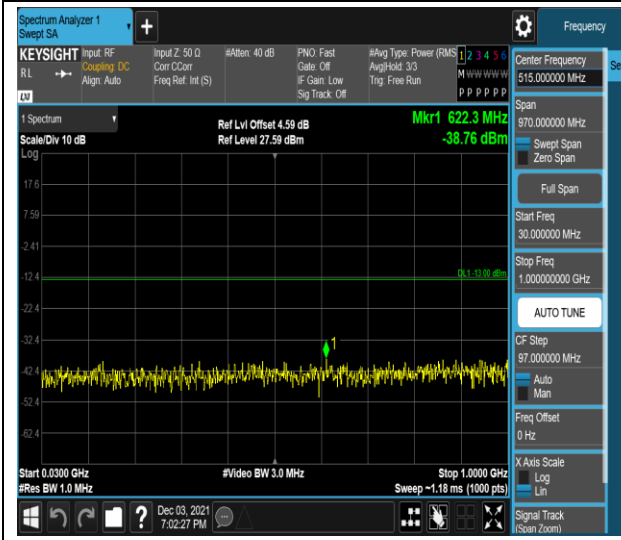 Spectrum Analyzer 1
Swept SA
+
Frequency
KEYSIGHT
RL
LXI
Input: RF
Coupling: DC
Align: Auto
Input Z: 50 Ω
Corr CCorr
Freq Ref: Int (S)
#Atten: 40 dB
PNO: Fast
Gate: Off
IF Gain: Low
Sig Track: Off
#Avg Type: Power (RMS
Avg|Hold: 3/3
Trig: Free Run
1 2 3 4 5 6
M W W W W W
P P P P P P
1 Spectrum
Scale/Div 10 dB
Log
Ref Lvl Offset 4.59 dB
Ref Level 27.59 dBm
Mkr1 622.3 MHz
-38.76 dBm
17.6
7.59
-2.41
-12.4
DL1 -13.00 dBm
-22.4
-32.4
1
-42.4
-52.4
-62.4
Start 0.0300 GHz
#Res BW 1.0 MHz
#Video BW 3.0 MHz
Stop 1.0000 GHz
Sweep ~1.18 ms (1000 pts)
?
Dec 03, 2021
7:02:27 PM
Center Frequency
515.000000 MHz
Se
Span
970.000000 MHz
Swept Span
Zero Span
Full Span
Start Freq
30.000000 MHz
Stop Freq
1.000000000 GHz
AUTO TUNE
CF Step
97.000000 MHz
Auto
Man
Freq Offset
0 Hz
X Axis Scale
Log
Lin
Signal Track
(Span Zoom)